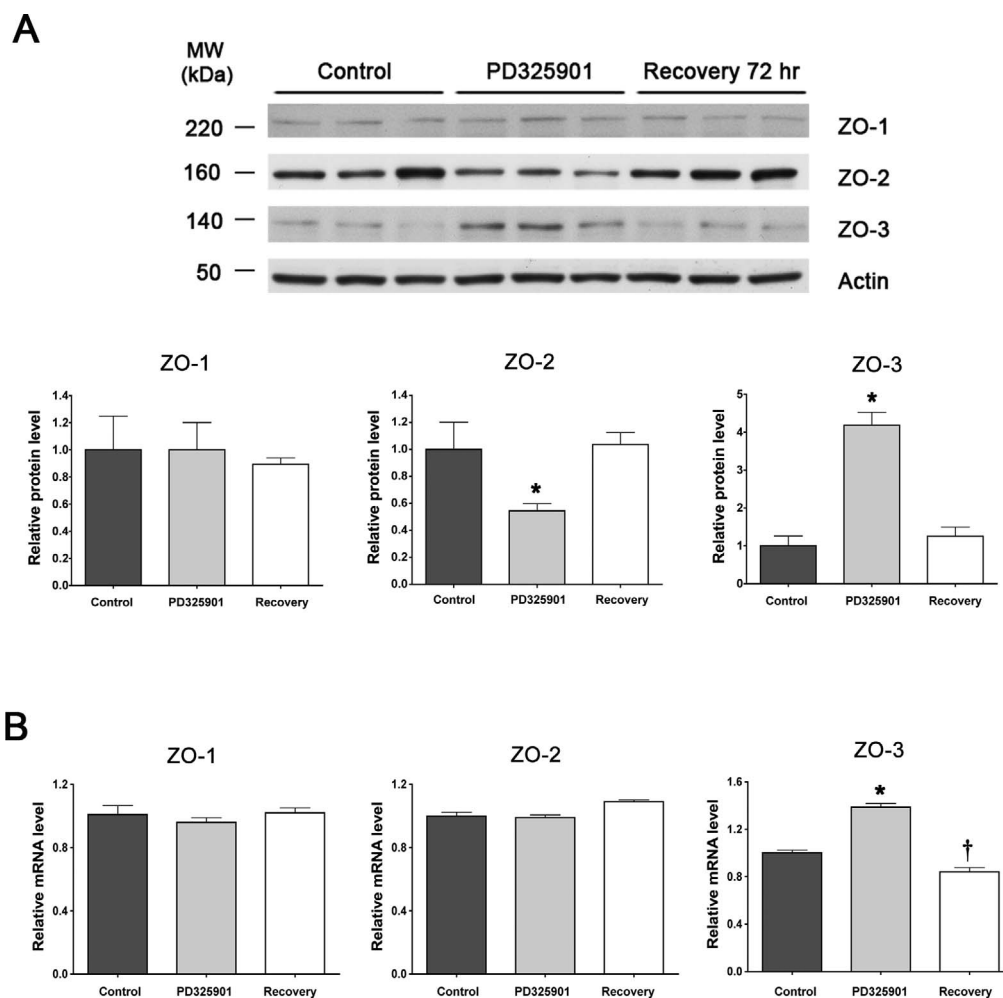 A
MW
(kDa)
Control PD325901 Recovery 72 hr
220 ZO-1
160 ZO-2
140 ZO-3
50 Actin
ZO-1
Relative protein level
1.4
1.2
1.0
0.8
0.6
0.4
0.2
0.0
Control PD325901 Recovery
ZO-2
Relative protein level
1.4
1.2
1.0
0.8
0.6
0.4
0.2
0.0
*
Control PD325901 Recovery
ZO-3
Relative protein level
5
4
2
1
0
*
Control PD325901 Recovery
B
ZO-1
Relative mRNA level
1.2
0.8
0.4
0.0
Control PD325901 Recovery
ZO-2
Relative mRNA level
1.2
0.8
0.4
0.0
Control PD325901 Recovery
ZO-3
Relative mRNA level
1.6
1.2
0.8
0.4
0.0
*
†
Control PD325901 Recovery